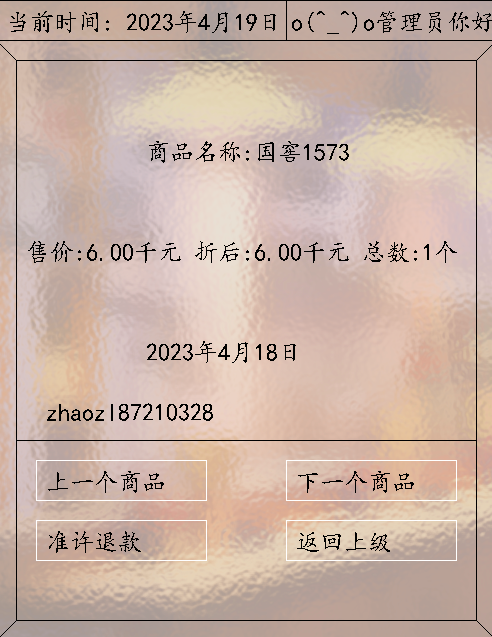 当前时间: 2023年4月19日 o(^_^)o管理员你好
商品名称:国窖1573
售价:6.00千元 折后:6.00千元 总数:1个
2023年4月18日
zhaozl87210328
上一个商品 下一个商品
准许退款 返回上级